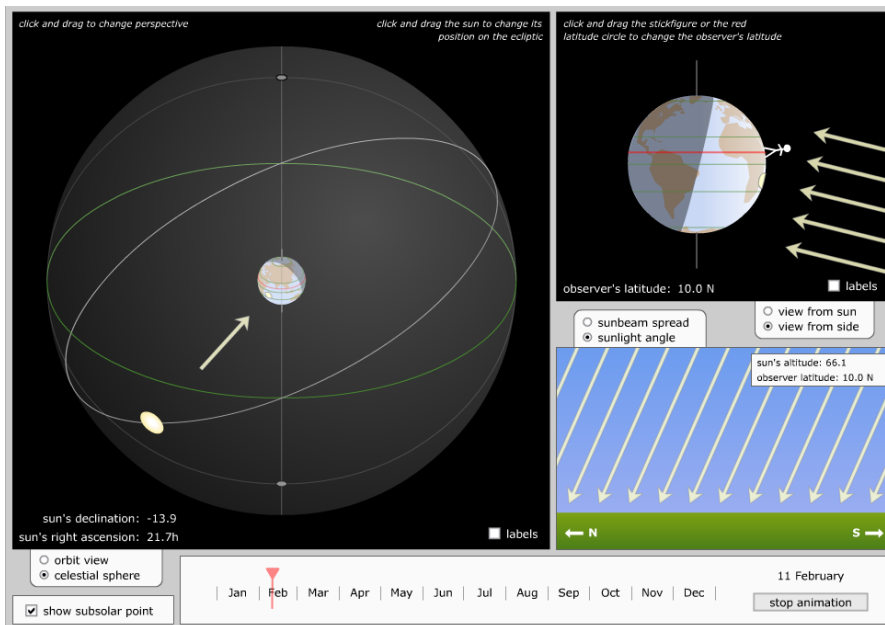 click and drag to change perspective
click and drag the sun to change its
position on the ecliptic
sun's declination: -13.9
sun's right ascension: 21.7h
labels
orbit view
celestial sphere
show subsolar point
click and drag the stickfigure or the red
latitude circle to change the observer's latitude
observer's latitude: 10.0 N
labels
sunbeam spread
sunlight angle
view from sun
view from side
sun's altitude: 66.1
observer latitude: 10.0 N
N
S
Jan Feb Mar Apr May Jun Jul Aug Sep Oct Nov Dec
11 February
stop animation